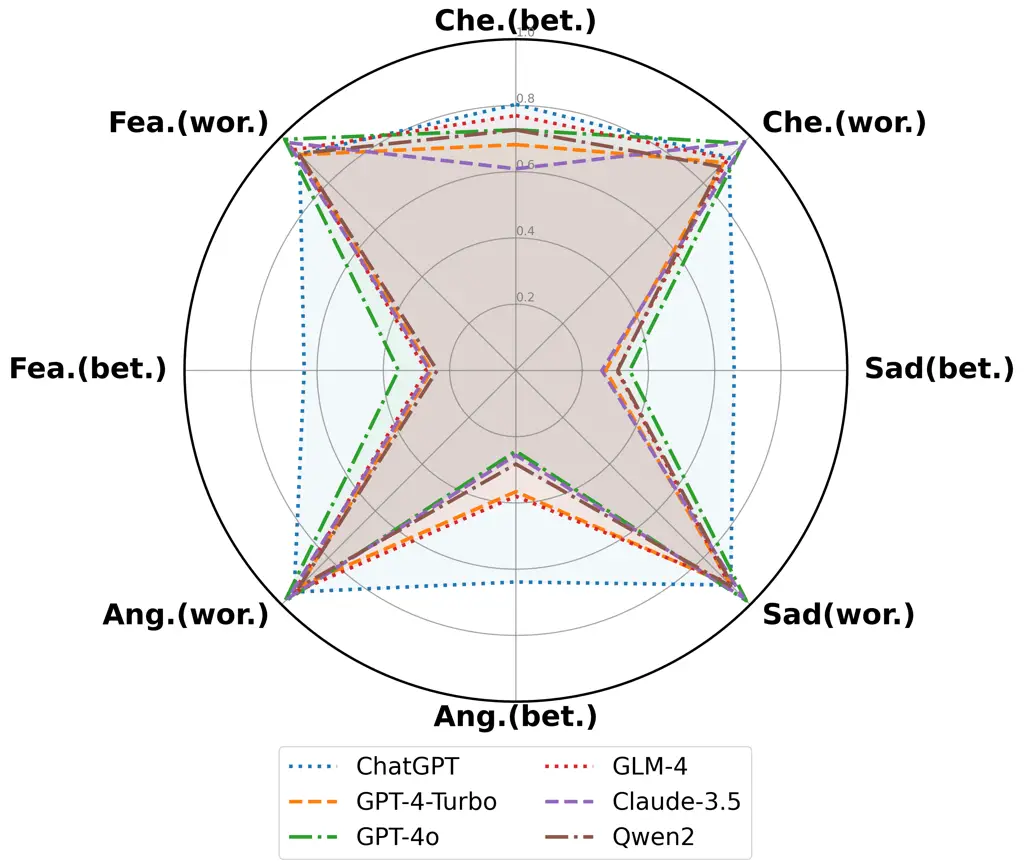 Che.(bet.)
1.0
Fea.(wor.)
Che.(wor.)
0.8
0.6
0.4
0.2
Fea.(bet.)
Sad(bet.)
Ang.(wor.)
Sad(wor.)
Ang.(bet.)
ChatGPT
GLM-4
GPT-4-Turbo
Claude-3.5
GPT-4o
Qwen2